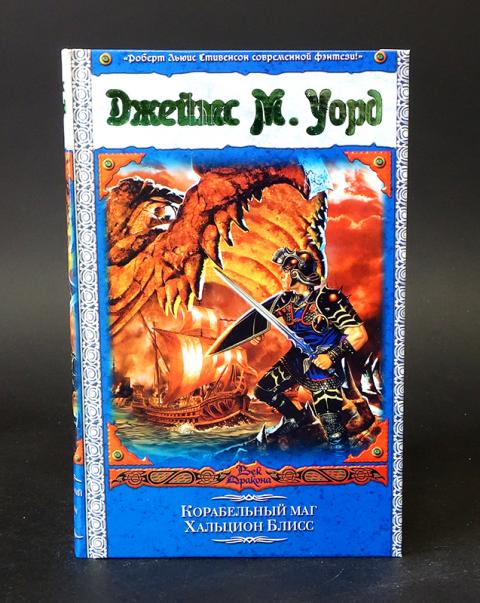 «Роберт Льюис Стивенсон современной фэнтези!»
Джеймс М. Уорд
Век
Дракона
Корабельный маг
Хальцион Блисс